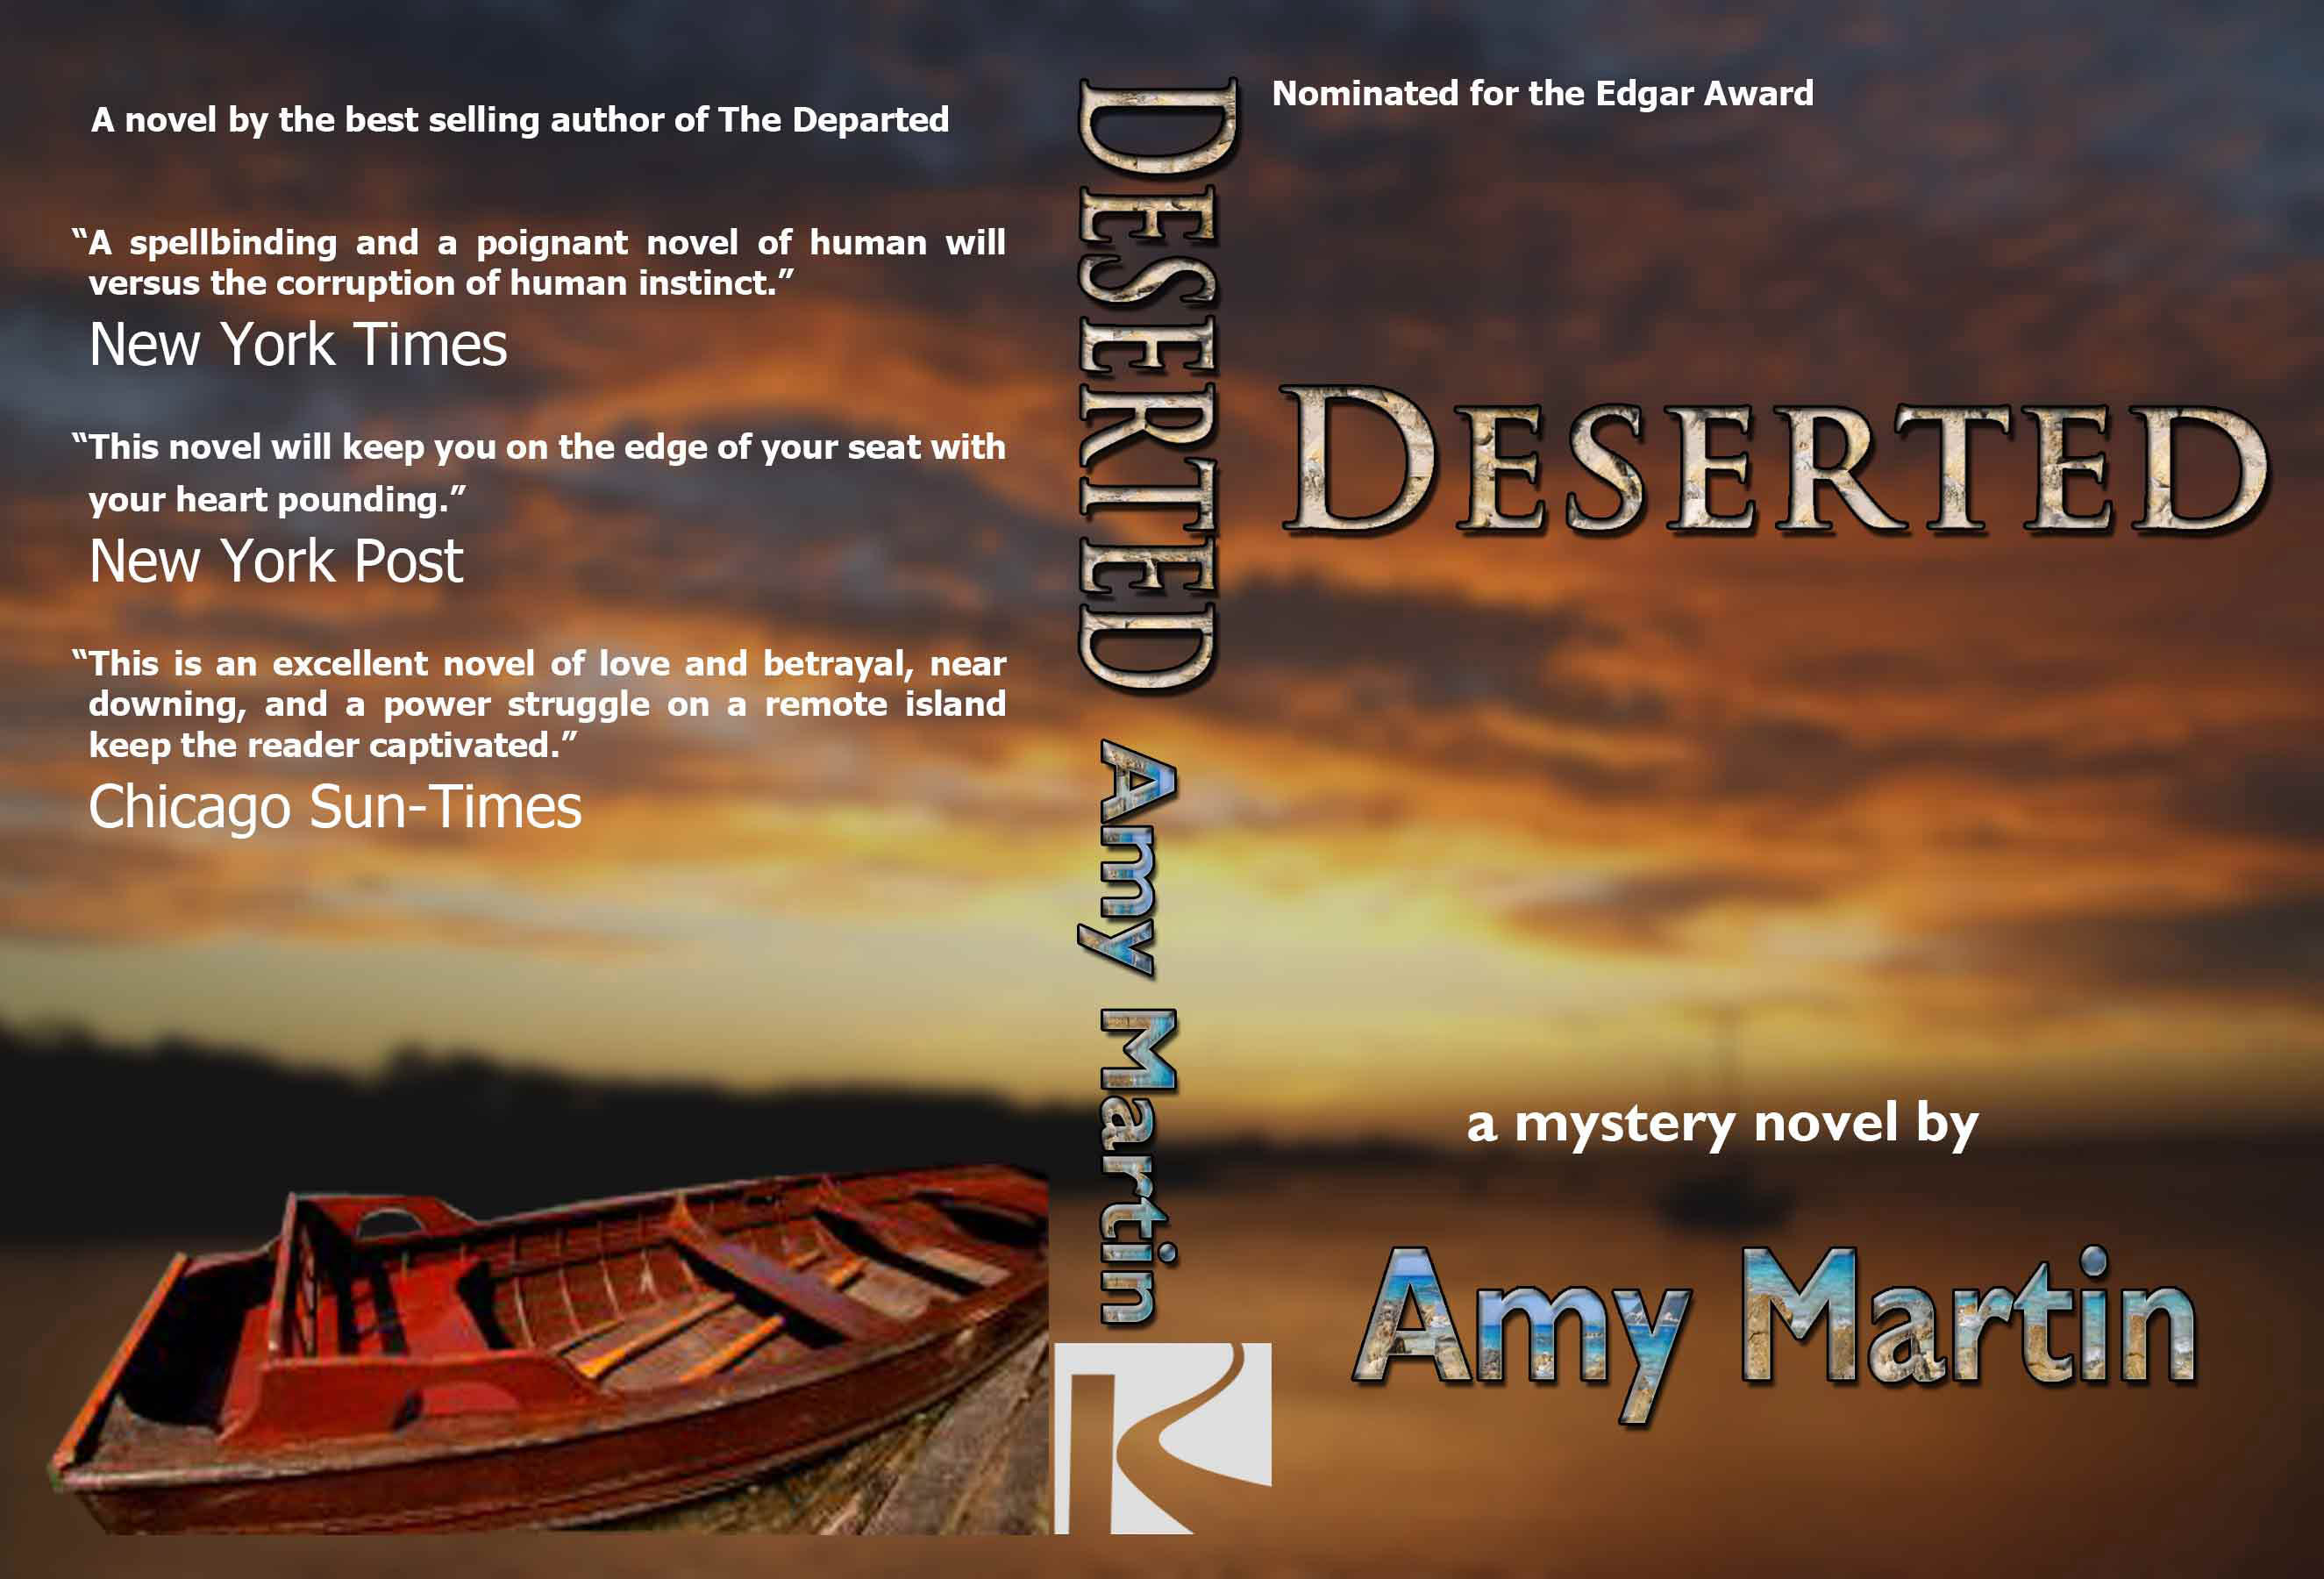 A novel by the best selling author of The Departed
“A spellbinding and a poignant novel of human will
versus the corruption of human instinct.”
New York Times
“This novel will keep you on the edge of your seat with
your heart pounding.”
New York Post
“This is an excellent novel of love and betrayal, near
downing, and a power struggle on a remote island
keep the reader captivated.”
Chicago Sun-Times
DESERTED Amy Martin
Nominated for the Edgar Award
DESERTED
a mystery novel by
Amy Martin